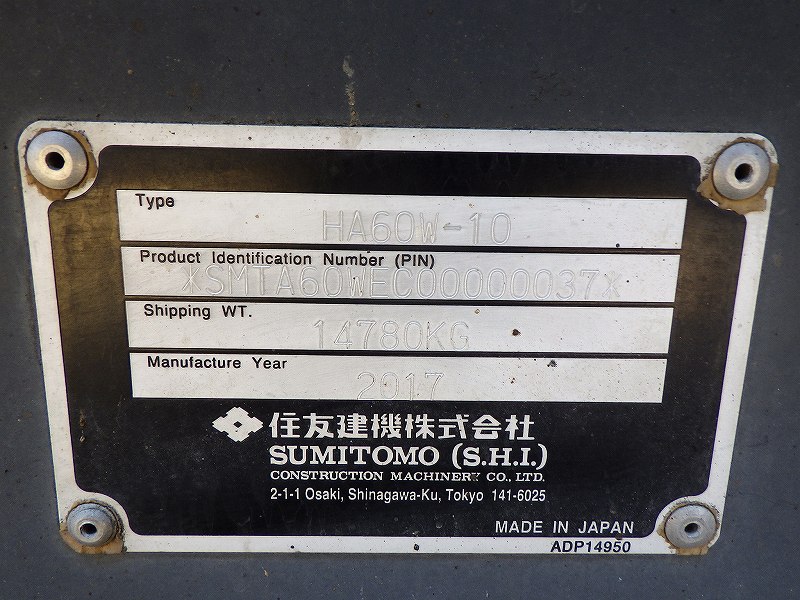 Type
HA60W-10
Product Identification Number (PIN)
*SMTA60WEC00000037*
Shipping WT.
14780KG
Manufacture Year
2017
住友建機株式会社
SUMITOMO (S.H.I.)
CONSTRUCTION MACHINERY CO., LTD.
2-1-1 Osaki, Shinagawa-Ku, Tokyo 141-6025
MADE IN JAPAN
ADP14950